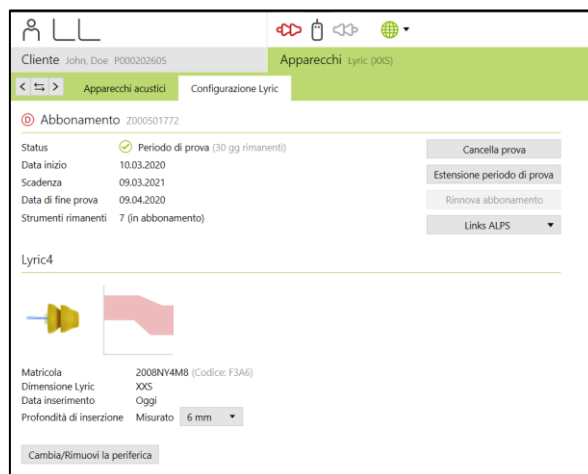 Cliente John, Doe P000202605 Apparecchi Lyric (XXS)
Apparecchi acustici Configurazione Lyric
D Abbonamento Z000501772
Status Periodo di prova (30 gg rimanenti) Cancella prova
Data inizio 10.03.2020
Scadenza 09.03.2021 Estensione periodo di prova
Data di fine prova 09.04.2020 Rinnova abbonamento
Strumenti rimanenti 7 (in abbonamento) Links ALPS
Lyric4
Matricola 2008NY4M8 (Codice: F3A6)
Dimensione Lyric XXS
Data inserimento Oggi
Profondità di inserzione Misurato 6 mm
Cambia/Rimuovi la periferica